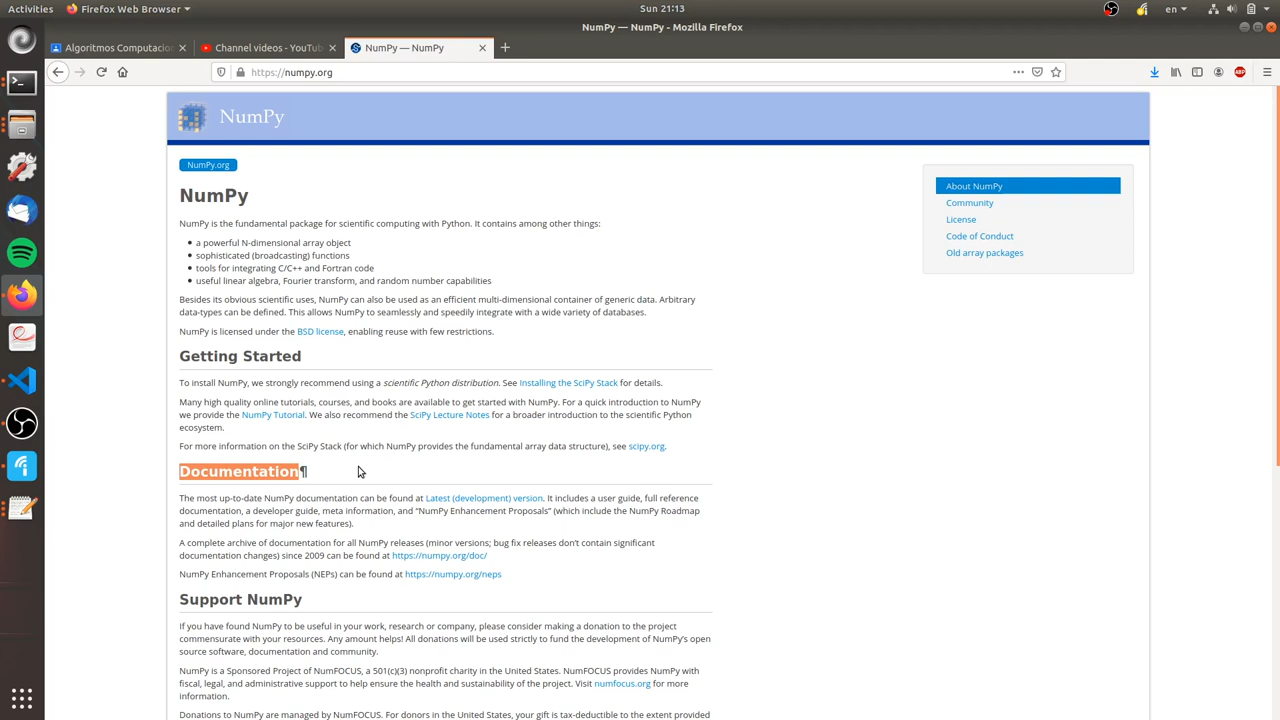 Activities Firefox Web Browser Sun 21:13 en
NumPy — NumPy - Mozilla Firefox
Algoritmos Computacion Channel videos - YouTube NumPy — NumPy
https://numpy.org ABP
NumPy
NumPy.org
NumPy
NumPy is the fundamental package for scientific computing with Python. It contains among other things:
• a powerful N-dimensional array object
• sophisticated (broadcasting) functions
• tools for integrating C/C++ and Fortran code
• useful linear algebra, Fourier transform, and random number capabilities
Besides its obvious scientific uses, NumPy can also be used as an efficient multi-dimensional container of generic data. Arbitrary
data-types can be defined. This allows NumPy to seamlessly and speedily integrate with a wide variety of databases.
NumPy is licensed under the BSD license, enabling reuse with few restrictions.
Getting Started
To install NumPy, we strongly recommend using a scientific Python distribution. See Installing the SciPy Stack for details.
Many high quality online tutorials, courses, and books are available to get started with NumPy. For a quick introduction to NumPy
we provide the NumPy Tutorial. We also recommend the SciPy Lecture Notes for a broader introduction to the scientific Python
ecosystem.
For more information on the SciPy Stack (for which NumPy provides the fundamental array data structure), see scipy.org.
Documentation¶
The most up-to-date NumPy documentation can be found at Latest (development) version. It includes a user guide, full reference
documentation, a developer guide, meta information, and “NumPy Enhancement Proposals” (which include the NumPy Roadmap
and detailed plans for major new features).
A complete archive of documentation for all NumPy releases (minor versions; bug fix releases don’t contain significant
documentation changes) since 2009 can be found at https://numpy.org/doc/
NumPy Enhancement Proposals (NEPs) can be found at https://numpy.org/neps
Support NumPy
If you have found NumPy to be useful in your work, research or company, please consider making a donation to the project
commensurate with your resources. Any amount helps! All donations will be used strictly to fund the development of NumPy’s open
source software, documentation and community.
NumPy is a Sponsored Project of NumFOCUS, a 501(c)(3) nonprofit charity in the United States. NumFOCUS provides NumPy with
fiscal, legal, and administrative support to help ensure the health and sustainability of the project. Visit numfocus.org for more
information.
Donations to NumPy are managed by NumFOCUS. For donors in the United States, your gift is tax-deductible to the extent provided
About NumPy
Community
License
Code of Conduct
Old array packages